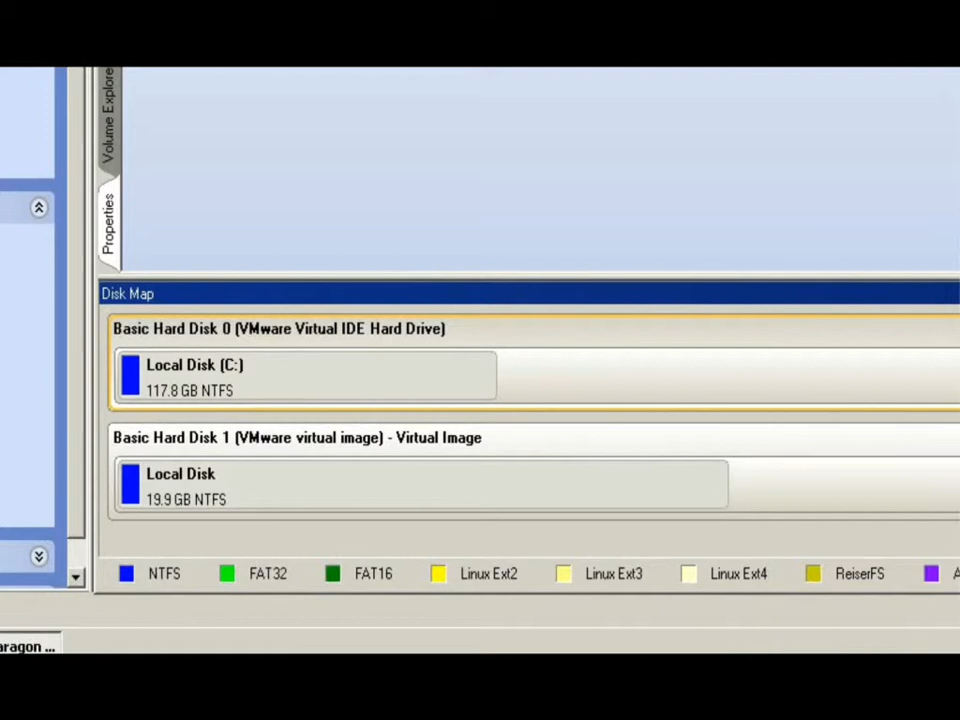 Volume Explore
Properties
Disk Map
Basic Hard Disk 0 (VMware Virtual IDE Hard Drive)
Local Disk (C:)
117.8 GB NTFS
Basic Hard Disk 1 (VMware virtual image) - Virtual Image
Local Disk
19.9 GB NTFS
NTFS FAT32 FAT16 Linux Ext2 Linux Ext3 Linux Ext4 ReiserFS A
aragon ...